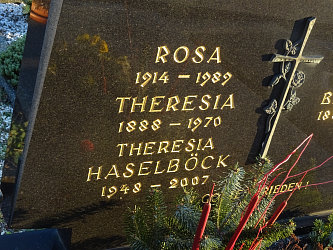 ROSA
1914 – 1989
THERESIA
1888 – 1970
THERESIA
HASELBÖCK
1948 – 2007